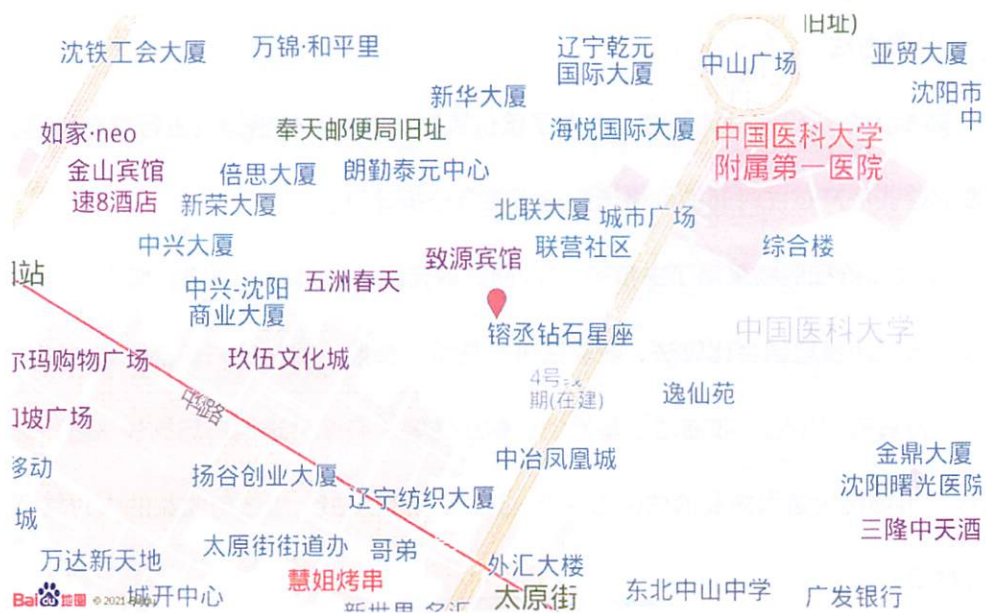 旧址)
沈铁工会大厦
万锦·和平里
辽宁乾元
国际大厦
中山广场
亚贸大厦
新华大厦
沈阳市
中
如家·neo
奉天邮便局旧址
海悦国际大厦
中国医科大学
附属第一医院
金山宾馆
倍思大厦
朗勤泰元中心
速8酒店
新荣大厦
北联大厦
城市广场
中兴大厦
致源宾馆
联营社区
综合楼
站
中兴-沈阳
商业大厦
五洲春天
镕丞钻石星座
中国医科大学
尔玛购物广场
玖伍文化城
4号线
期(在建)
逸仙苑
坡广场
中华路
移动
扬谷创业大厦
中冶凤凰城
金鼎大厦
辽宁纺织大厦
沈阳曙光医院
城
三隆中天酒
万达新天地
太原街街道办
哥弟
外汇大楼
慧姐烤串
太原街
东北中山中学
广发银行
Bai du 地图
© 2021
城开中心
新世界